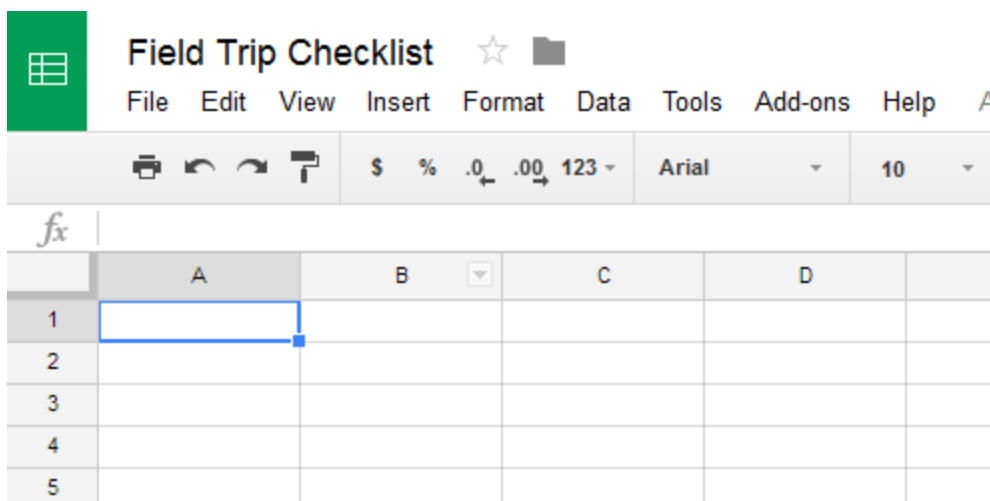 Field Trip Checklist
File Edit View Insert Format Data Tools Add-ons Help A
$ % .0 .00 123 Arial 10
fx
A B C D
1
2
3
4
5